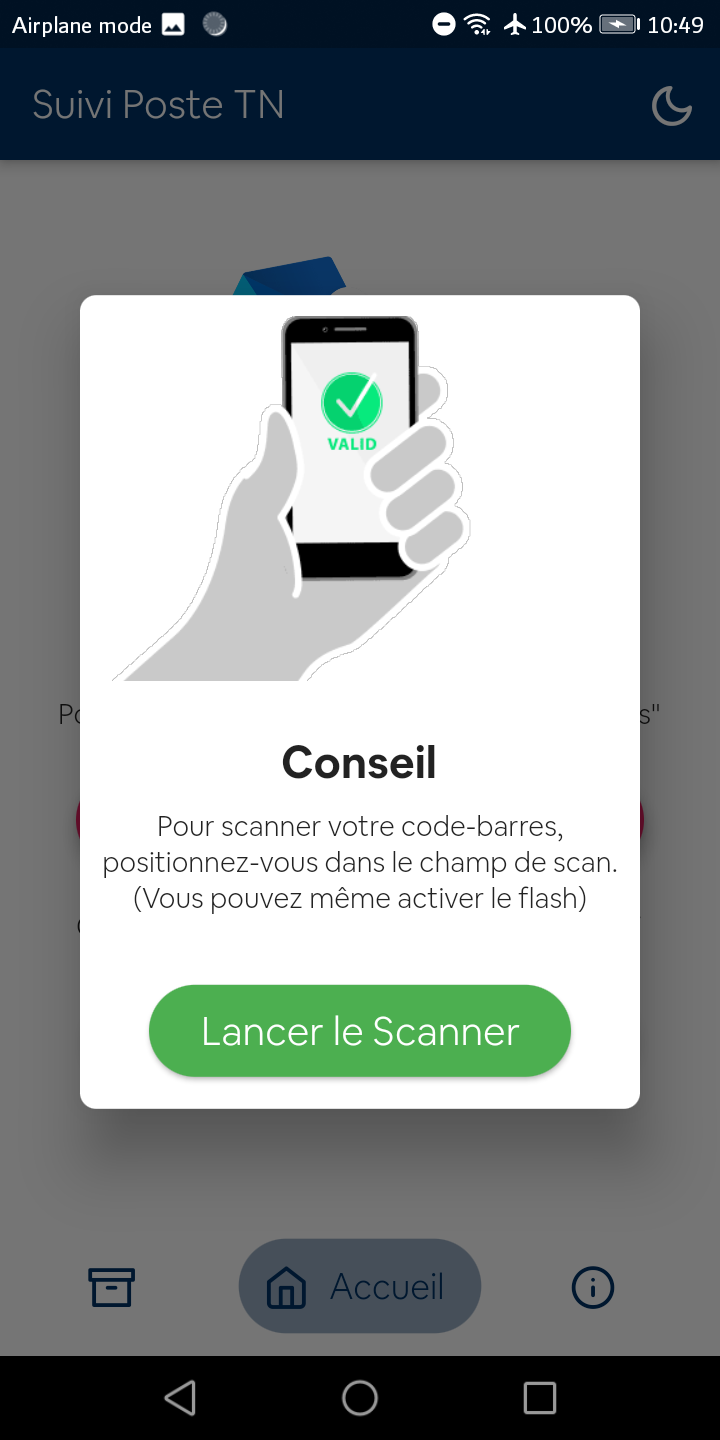 Airplane mode 100% 10:49
Suivi Poste TN
VALID
Conseil
Pour scanner votre code-barres,
positionnez-vous dans le champ de scan.
(Vous pouvez même activer le flash)
Lancer le Scanner
Accueil